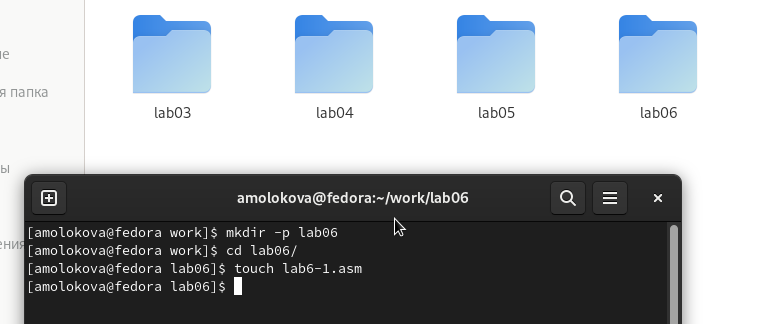 lab03 lab04 lab05 lab06
е
я папка
ы
ения
amolokova@fedora:~/work/lab06
[amolokova@fedora work]$ mkdir -p lab06
[amolokova@fedora work]$ cd lab06/
[amolokova@fedora lab06]$ touch lab6-1.asm
[amolokova@fedora lab06]$